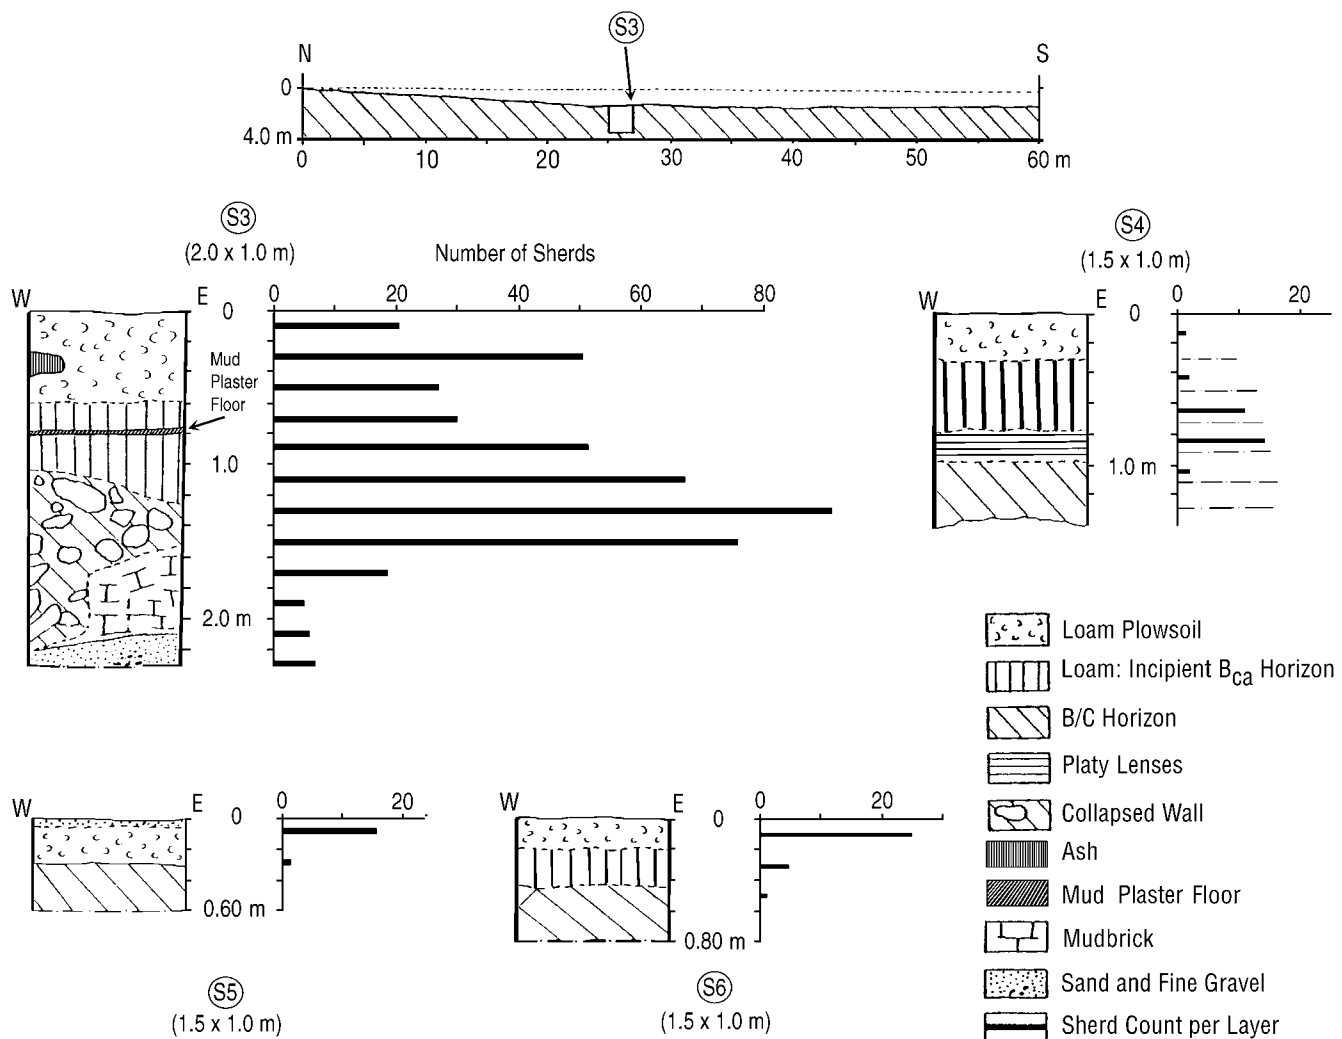 S3
N S
0
4.0 m
0 10 20 30 40 50 60 m
S3
(2.0 x 1.0 m)
Number of Sherds
W E 0
0 20 40 60 80
Mud
Plaster
Floor
1.0
2.0 m
S4
(1.5 x 1.0 m)
W E
0 20
0
1.0 m
Loam Plowsoil
Loam: Incipient Bca Horizon
B/C Horizon
Platy Lenses
Collapsed Wall
Ash
Mud Plaster Floor
Mudbrick
Sand and Fine Gravel
Sherd Count per Layer
W E
0 20
0
0.60 m
S5
(1.5 x 1.0 m)
W E
0 20
0
0.80 m
S6
(1.5 x 1.0 m)